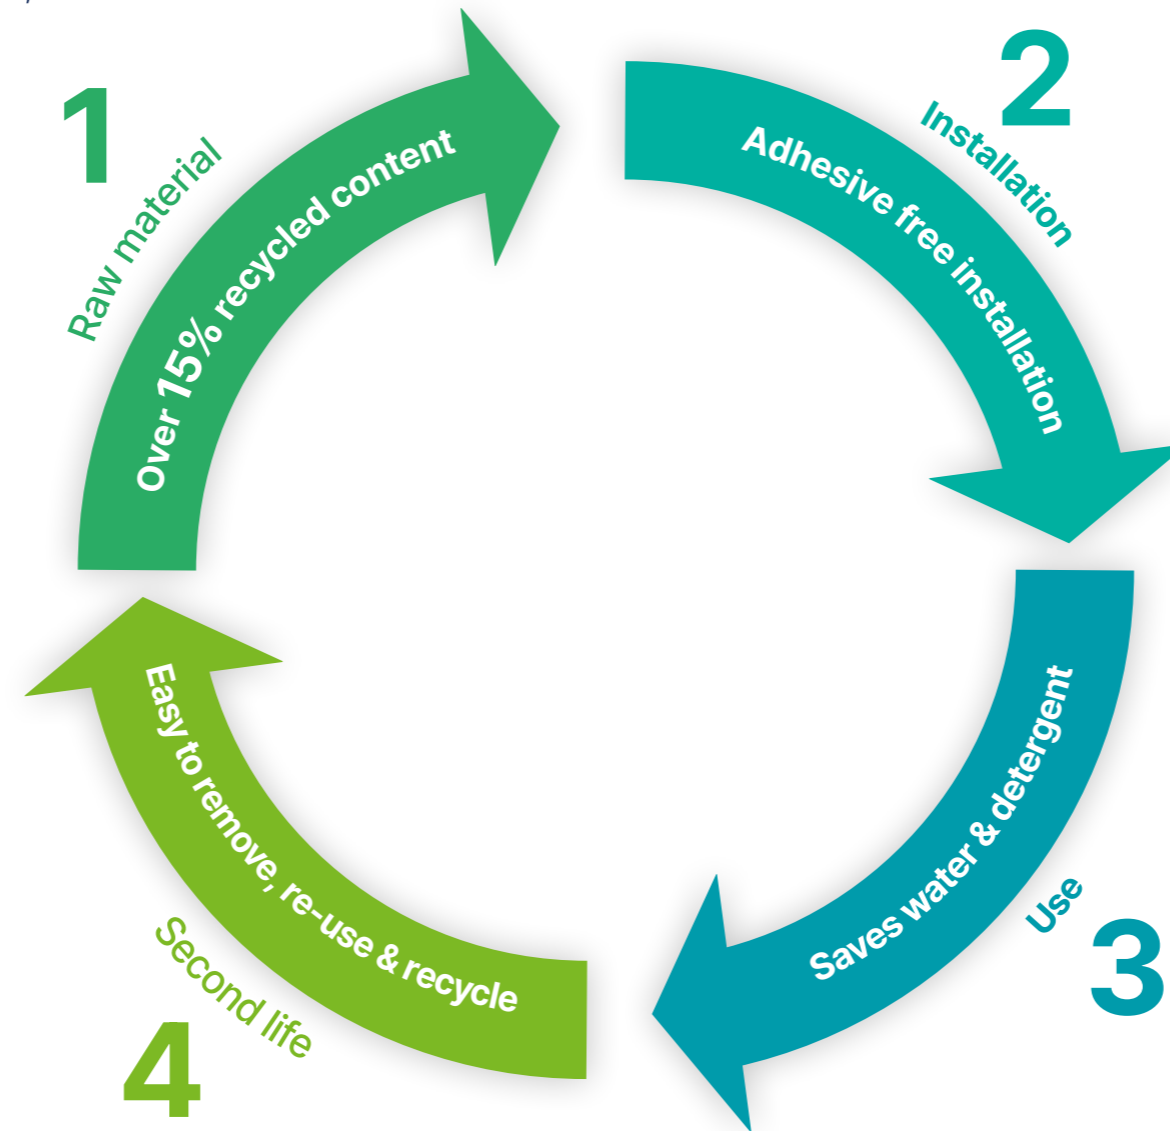 1
Raw material
Over 15% recycled content
2
Installation
Adhesive free installation
3
Use
Saves water & detergent
4
Second life
Easy to remove, re-use & recycle